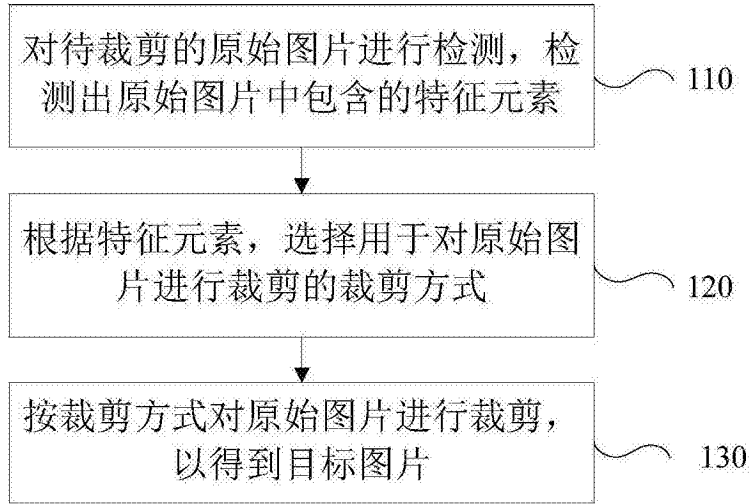 对待裁剪的原始图片进行检测，检
测出原始图片中包含的特征元素
110
根据特征元素，选择用于对原始图
片进行裁剪的裁剪方式
120
按裁剪方式对原始图片进行裁剪，
以得到目标图片
130